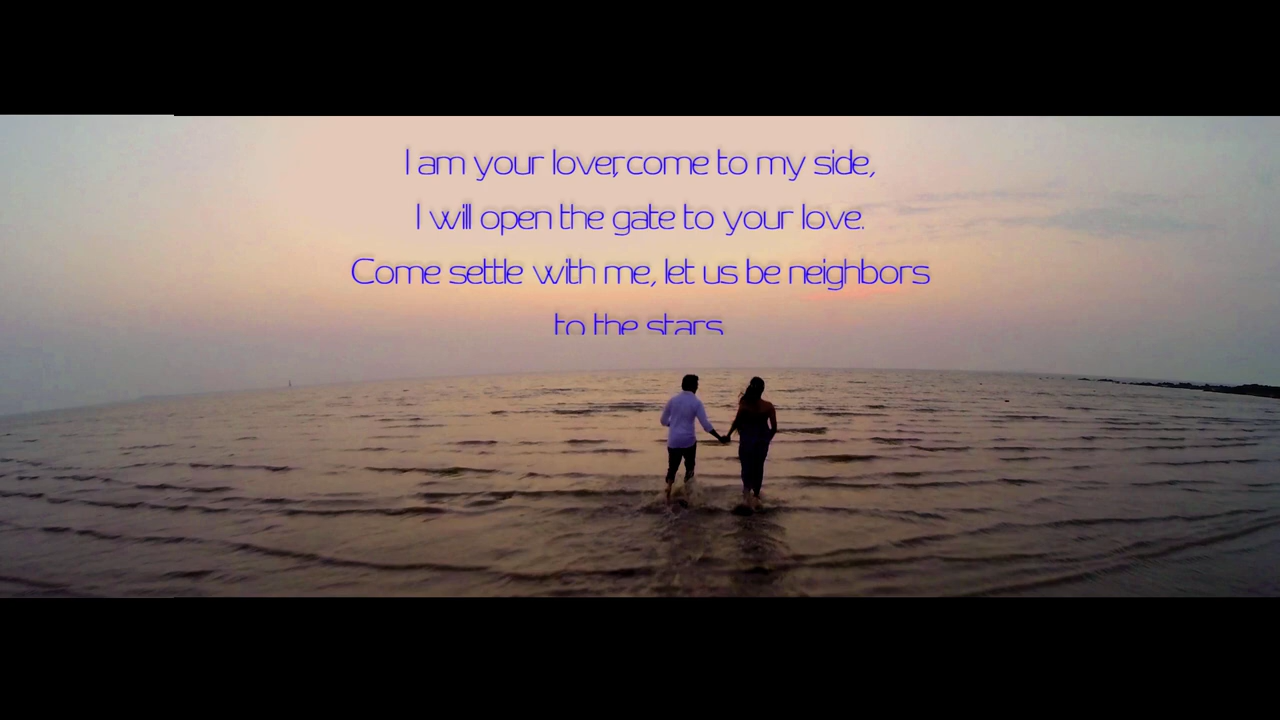 I am your lover,come to my side,
I will open the gate to your love.
Come settle with me, let us be neighbors
to the stars